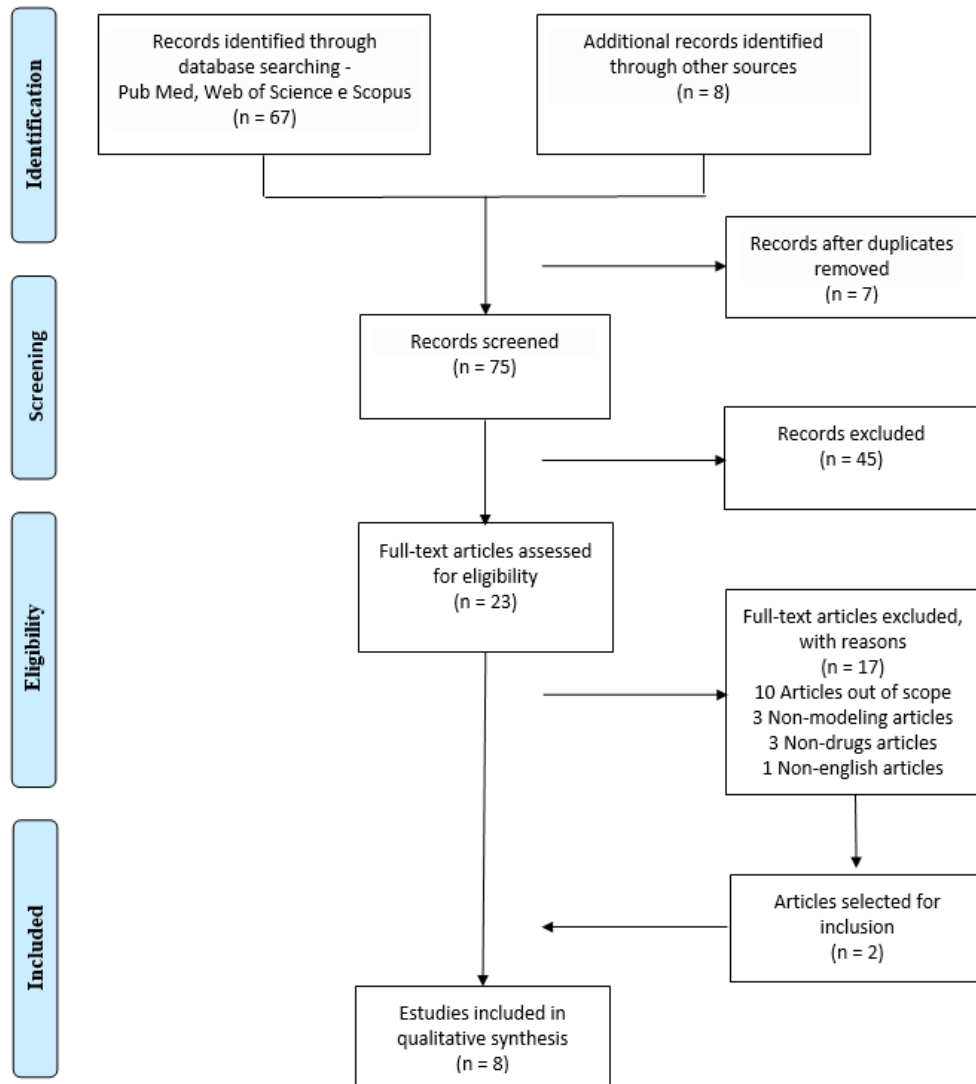 Identification
Records identified through
database searching -
Pub Med, Web of Science e Scopus
(n = 67)
Additional records identified
through other sources
(n = 8)
Records after duplicates
removed
(n = 7)
Screening
Records screened
(n = 75)
Records excluded
(n = 45)
Eligibility
Full-text articles assessed
for eligibility
(n = 23)
Full-text articles excluded,
with reasons
(n = 17)
10 Articles out of scope
3 Non-modeling articles
3 Non-drugs articles
1 Non-english articles
Included
Articles selected for
inclusion
(n = 2)
Estudies included in
qualitative synthesis
(n = 8)